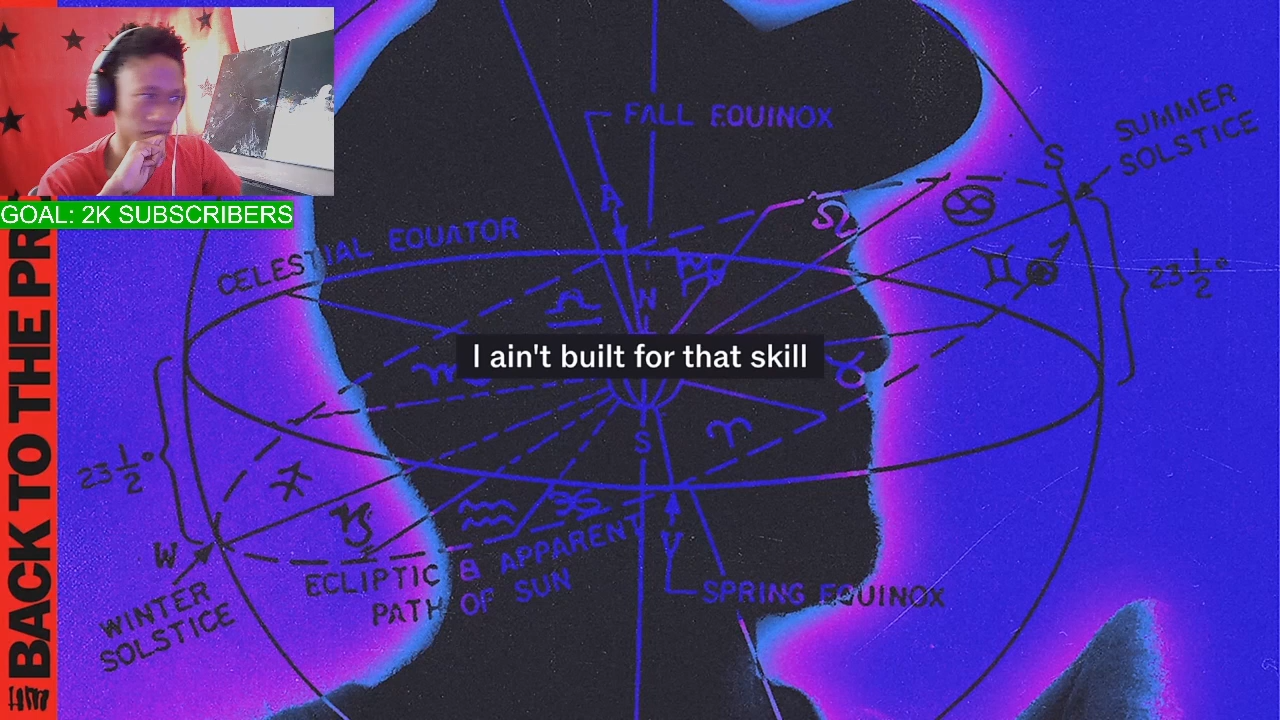 GOAL: 2K SUBSCRIBERS
BACK TO THE PR
HM
FALL EQUINOX
SUMMER
SOLSTICE
S
A
CELESTIAL EQUATOR
N
23 1/2°
I ain't built for that skill
S
23 1/2°
W
V
ECLIPTIC & APPARENT
PATH OF SUN
SPRING EQUINOX
WINTER
SOLSTICE